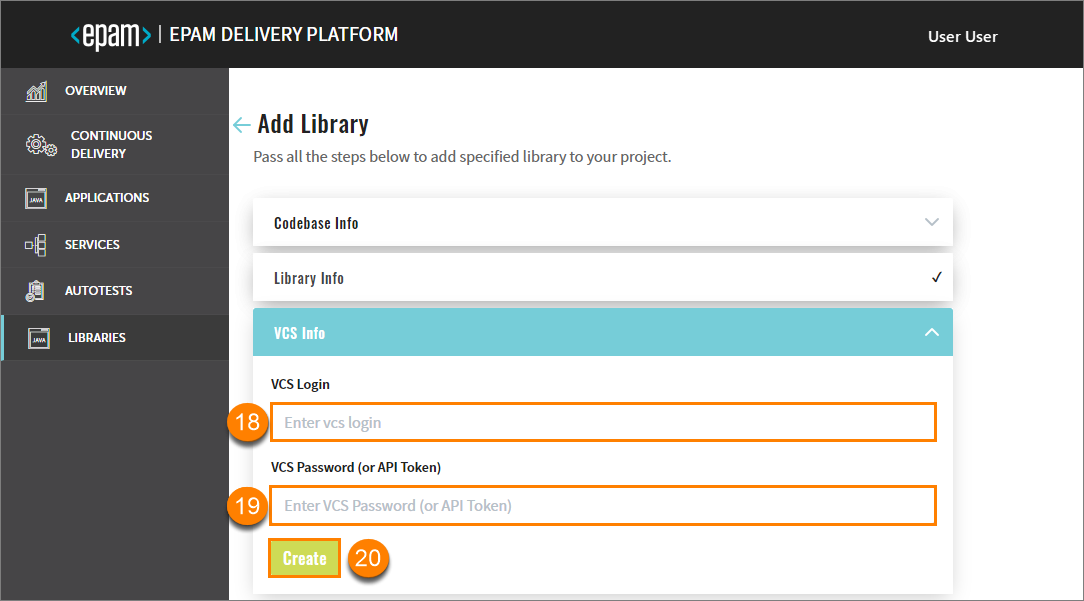 <epam> | EPAM DELIVERY PLATFORM
User User
OVERVIEW
CONTINUOUS
DELIVERY
APPLICATIONS
SERVICES
AUTOTESTS
LIBRARIES
JAVA
JAVA
← Add Library
Pass all the steps below to add specified library to your project.
Codebase Info
Library Info ✓
VCS Info
VCS Login
18 Enter vcs login
VCS Password (or API Token)
19 Enter VCS Password (or API Token)
Create 20